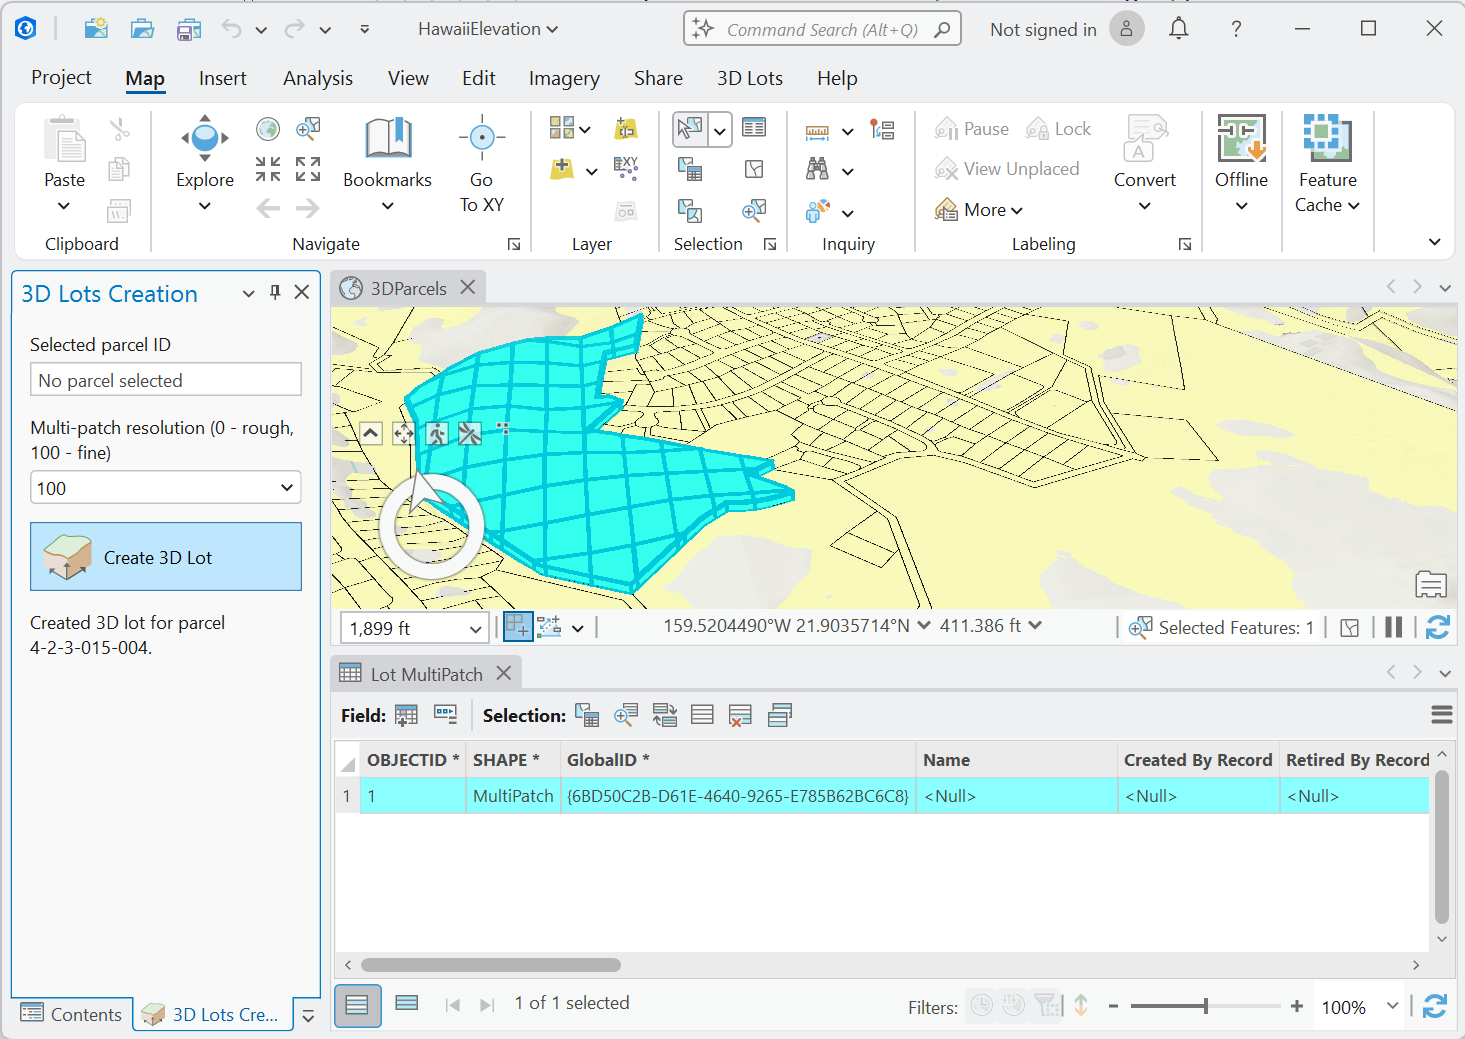 HawaiiElevation
Command Search (Alt+Q)
Not signed in
?
Project
Map
Insert
Analysis
View
Edit
Imagery
Share
3D Lots
Help
Paste
Clipboard
Explore
Bookmarks
Go
To XY
Navigate
XY
Layer
Selection
Inquiry
Pause
Lock
View Unplaced
More
A
Convert
Labeling
Offline
Feature
Cache
3D Lots Creation
Selected parcel ID
No parcel selected
Multi-patch resolution (0 - rough,
100 - fine)
100
Create 3D Lot
Created 3D lot for parcel
4-2-3-015-004.
Contents
3D Lots Cre...
3DParcels
1,899 ft
159.5204490°W 21.9035714°N
411.386 ft
Selected Features: 1
Lot MultiPatch
Field:
Selection:
OBJECTID * SHAPE * GlobalID * Name Created By Record Retired By Record
1 1 MultiPatch {6BD50C2B-D61E-4640-9265-E785B62BC6C8} <Null> <Null> <Null>
1 of 1 selected
Filters:
100%